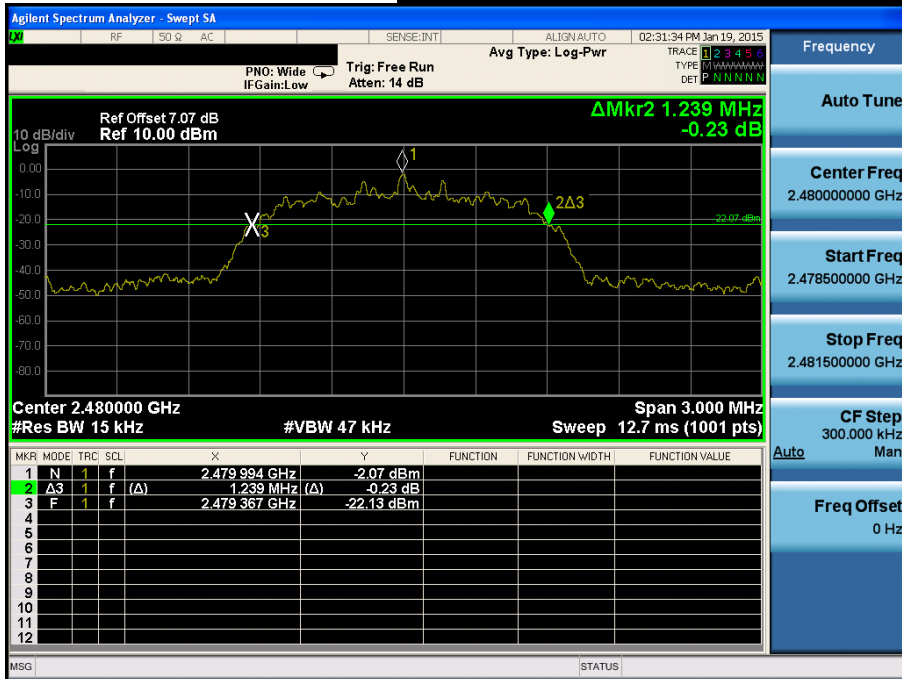 Agilent Spectrum Analyzer - Swept SA
LXI RF 50 Ω AC SENSE:INT ALIGN AUTO 02:31:34 PM Jan 19, 2015
Avg Type: Log-Pwr
TRACE 1 2 3 4 5 6
TYPE M WWWWW
DET P N N N N N
PNO: Wide Trig: Free Run
IFGain:Low Atten: 14 dB
ΔMkr2 1.239 MHz
-0.23 dB
Ref Offset 7.07 dB
10 dB/div Ref 10.00 dBm
Log
1
0.00
-10.0
2Δ3
-20.0
-22.07 dBm
3
-30.0
-40.0
-50.0
-60.0
-70.0
-80.0
Center 2.480000 GHz Span 3.000 MHz
#Res BW 15 kHz #VBW 47 kHz Sweep 12.7 ms (1001 pts)
MKR MODE TRC SCL X Y FUNCTION FUNCTION WIDTH FUNCTION VALUE
1 N 1 f 2.479 994 GHz -2.07 dBm
2 Δ3 1 f (Δ) 1.239 MHz (Δ) -0.23 dB
3 F 1 f 2.479 367 GHz -22.13 dBm
4
5
6
7
8
9
10
11
12
MSG STATUS
Frequency
Auto Tune
Center Freq
2.480000000 GHz
Start Freq
2.478500000 GHz
Stop Freq
2.481500000 GHz
CF Step
300.000 kHz
Auto Man
Freq Offset
0 Hz